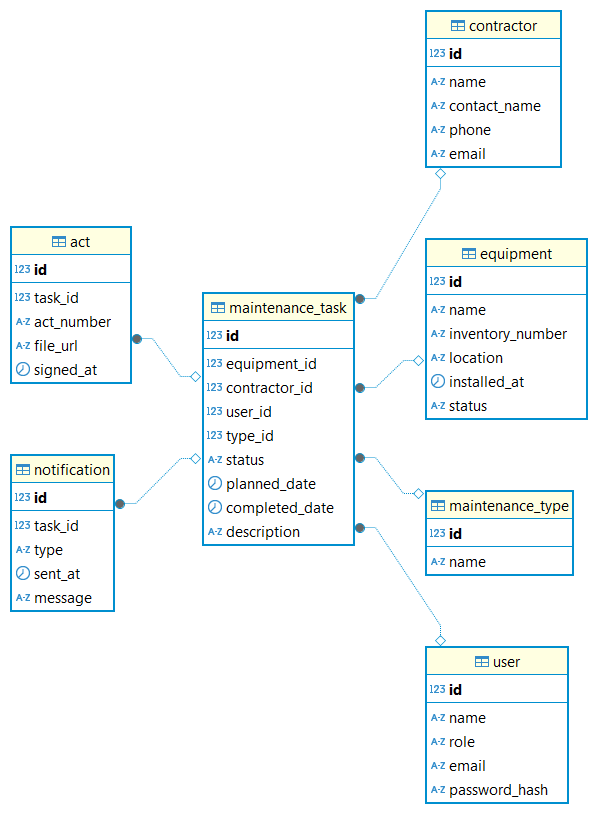 contractor
123 id
A-Z name
A-Z contact_name
A-Z phone
A-Z email
act
123 id
123 task_id
A-Z act_number
A-Z file_url
signed_at
maintenance_task
123 id
123 equipment_id
123 contractor_id
123 user_id
123 type_id
A-Z status
planned_date
completed_date
A-Z description
equipment
123 id
A-Z name
A-Z inventory_number
A-Z location
installed_at
A-Z status
notification
123 id
123 task_id
A-Z type
sent_at
A-Z message
maintenance_type
123 id
A-Z name
user
123 id
A-Z name
A-Z role
A-Z email
A-Z password_hash